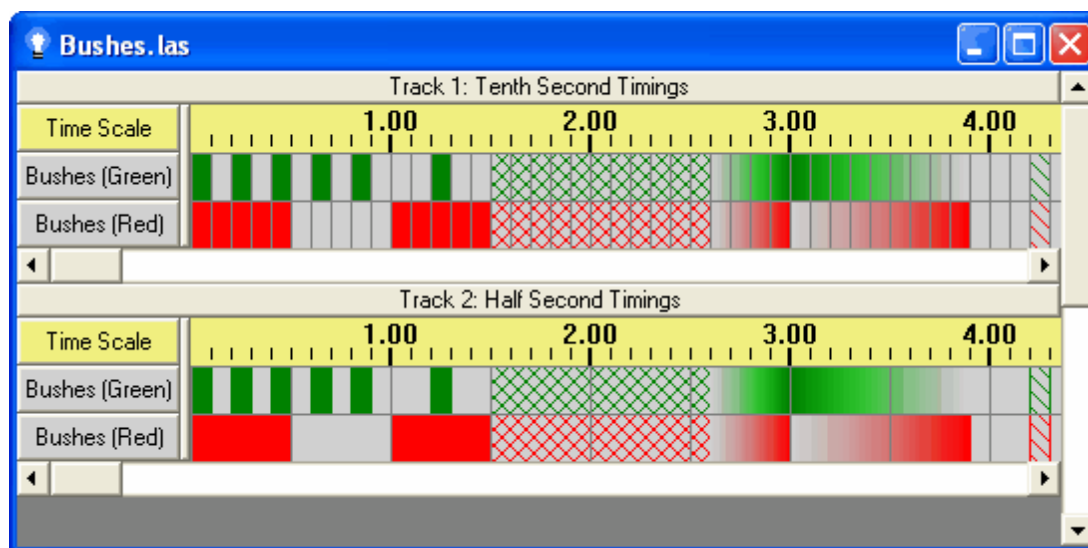 Bushes.las
Track 1: Tenth Second Timings
Time Scale 1.00 2.00 3.00 4.00
Bushes (Green)
Bushes (Red)
Track 2: Half Second Timings
Time Scale 1.00 2.00 3.00 4.00
Bushes (Green)
Bushes (Red)